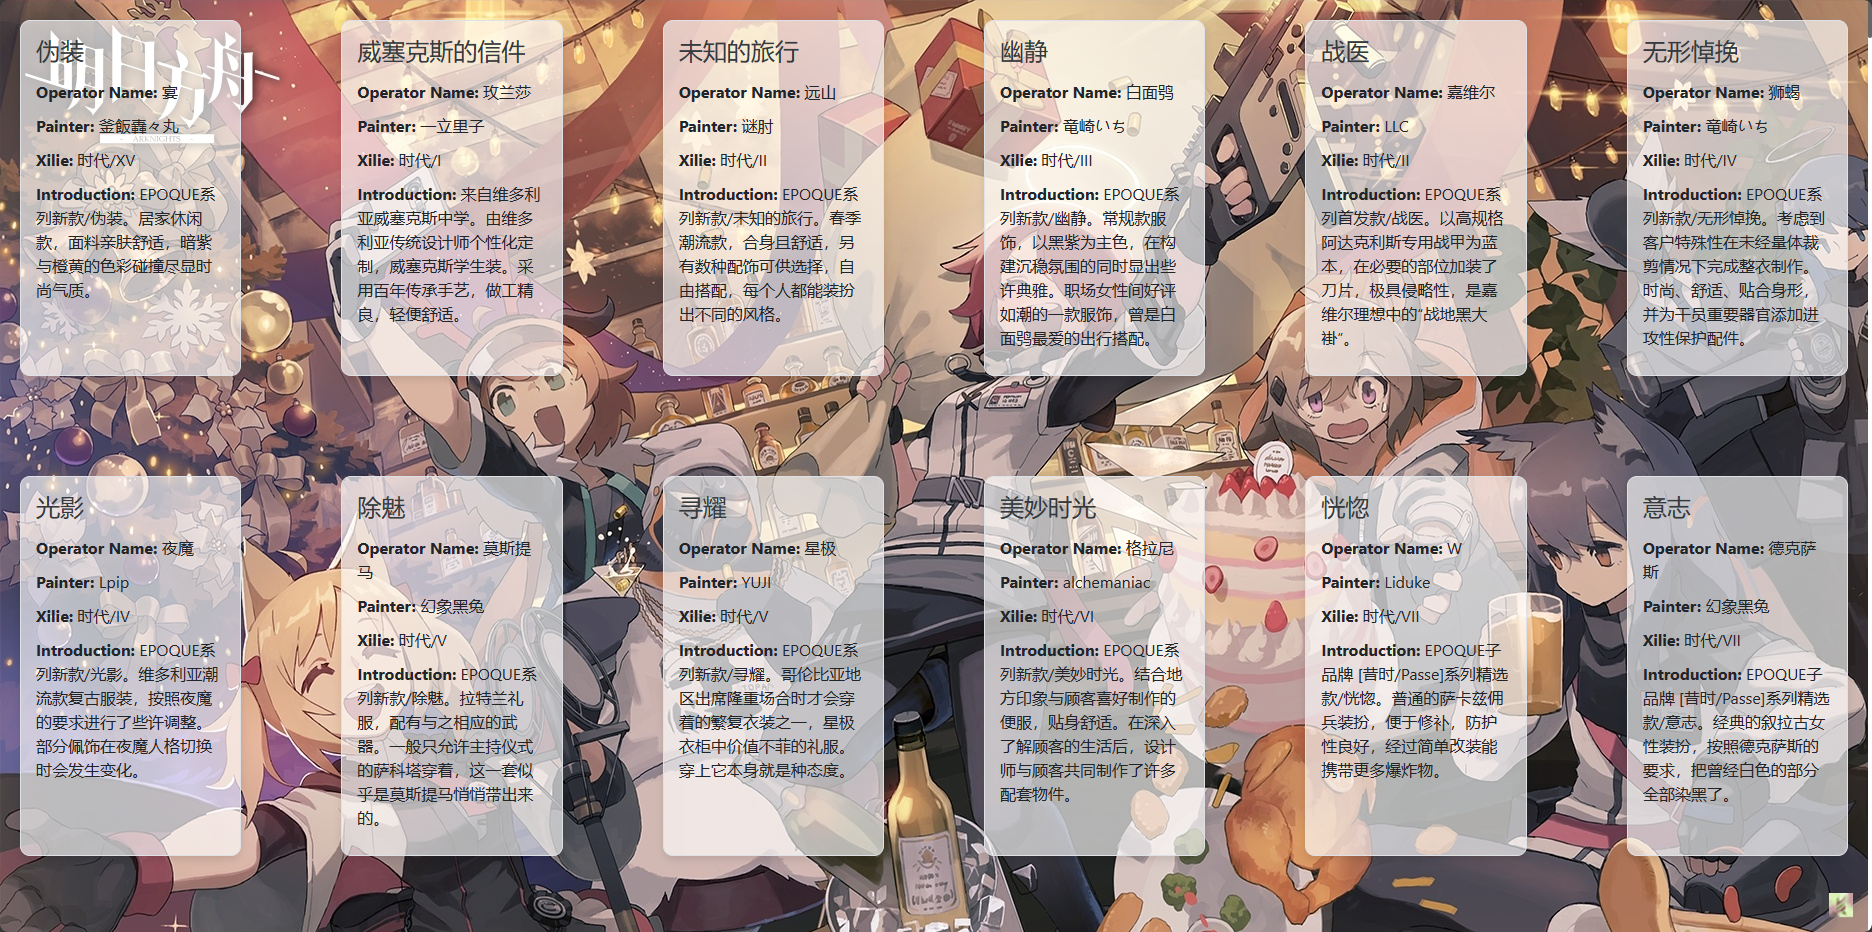 明日方舟
ARKNIGHTS
伪装
Operator Name: 宴
Painter: 釜飯轟々丸
Xilie: 时代/XV
Introduction: EPOQUE系
列新款/伪装。居家休闲
款，面料亲肤舒适，暗紫
与橙黄的色彩碰撞尽显时
尚气质。
威塞克斯的信件
Operator Name: 玫兰莎
Painter: 一立里子
Xilie: 时代/I
Introduction: 来自维多利
亚威塞克斯中学。由维多
利亚传统设计师个性化定
制，威塞克斯学生装。采
用百年传承手艺，做工精
良，轻便舒适。
未知的旅行
Operator Name: 远山
Painter: 谜肘
Xilie: 时代/II
Introduction: EPOQUE系
列新款/未知的旅行。春季
潮流款，合身且舒适，另
有数种配饰可供选择，自
由搭配，每个人都能装扮
出不同的风格。
幽静
Operator Name: 白面鸮
Painter: 竜崎いち
Xilie: 时代/III
Introduction: EPOQUE系
列新款/幽静。常规款服
饰，以黑紫为主色，在构
建沉稳氛围的同时显出些
许典雅。职场女性间好评
如潮的一款服饰，曾是白
面鸮最爱的出行搭配。
战医
Operator Name: 嘉维尔
Painter: LLC
Xilie: 时代/II
Introduction: EPOQUE系
列首发款/战医。以高规格
阿达克利斯专用战甲为蓝
本，在必要的部位加装了
刀片，极具侵略性，是嘉
维尔理想中的“战地黑大
褂“。
无形悼挽
Operator Name: 狮蝎
Painter: 竜崎いち
Xilie: 时代/IV
Introduction: EPOQUE系
列新款/无形悼挽。考虑到
客户特殊性在未经量体裁
剪情况下完成整衣制作。
时尚、舒适、贴合身形，
并为干员重要器官添加进
攻性保护配件。
光影
Operator Name: 夜魔
Painter: Lpip
Xilie: 时代/IV
Introduction: EPOQUE系
列新款/光影。维多利亚潮
流款复古服装，按照夜魔
的要求进行了些许调整。
部分佩饰在夜魔人格切换
时会发生变化。
除魅
Operator Name: 莫斯提
马
Painter: 幻象黑兔
Xilie: 时代/V
Introduction: EPOQUE系
列新款/除魅。拉特兰礼
服，配有与之相应的武
器。一般只允许主持仪式
的萨科塔穿着，这一套似
乎是莫斯提马悄悄带出来
的。
寻耀
Operator Name: 星极
Painter: YUJI
Xilie: 时代/V
Introduction: EPOQUE系
列新款/寻耀。哥伦比亚地
区出席隆重场合时才会穿
着的繁复衣装之一，星极
衣柜中价值不菲的礼服。
穿上它本身就是种态度。
美妙时光
Operator Name: 格拉尼
Painter: alchemaniac
Xilie: 时代/VI
Introduction: EPOQUE系
列新款/美妙时光。结合地
方印象与顾客喜好制作的
便服，贴身舒适。在深入
了解顾客的生活后，设计
师与顾客共同制作了许多
配套物件。
恍惚
Operator Name: W
Painter: Liduke
Xilie: 时代/VII
Introduction: EPOQUE子
品牌 [昔时/Passe]系列精选
款/恍惚。普通的萨卡兹佣
兵装扮，便于修补，防护
性良好，经过简单改装能
携带更多爆炸物。
意志
Operator Name: 德克萨
斯
Painter: 幻象黑兔
Xilie: 时代/VII
Introduction: EPOQUE子
品牌 [昔时/Passe]系列精选
款/意志。经典的叙拉古女
性装扮，按照德克萨斯的
要求，把曾经白色的部分
全部染黑了。